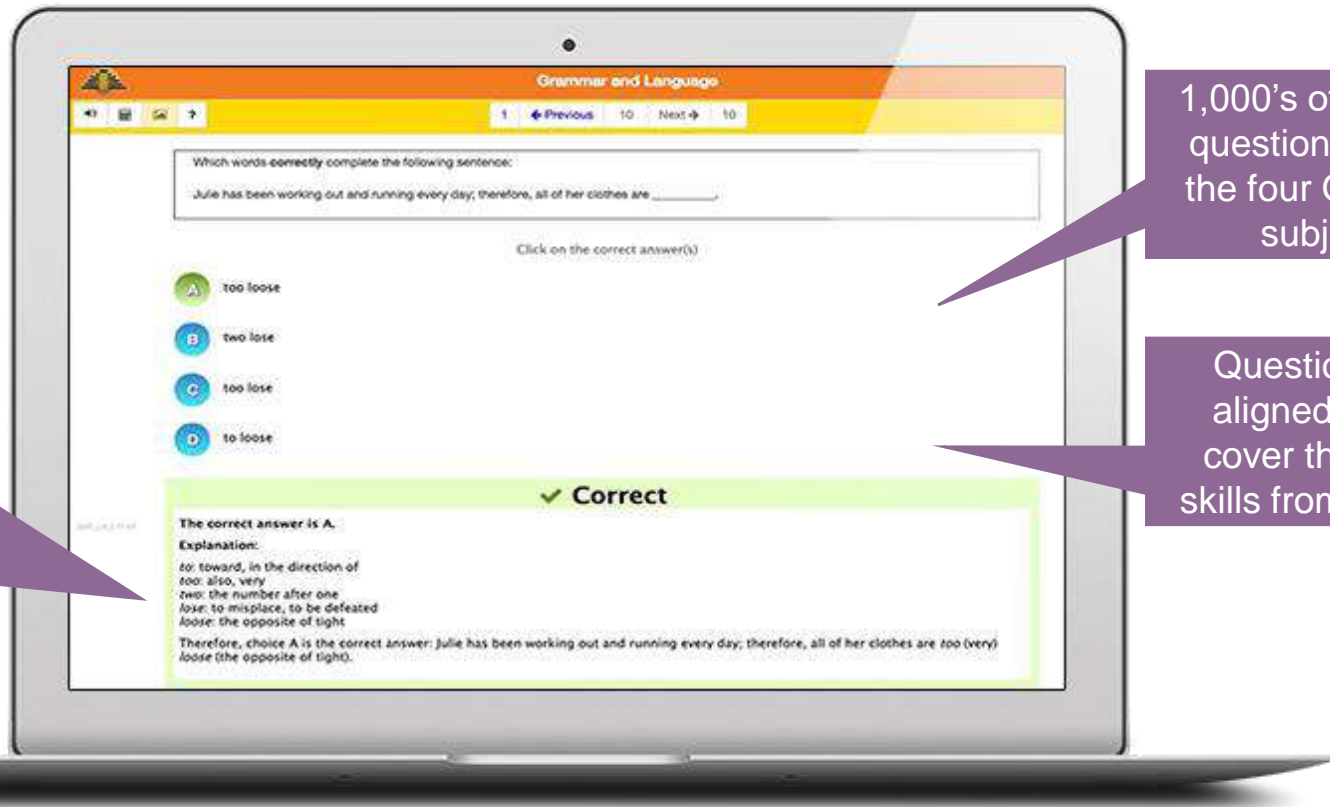 Grammar and Language
?
1 Previous 10 Next 10
Which words correctly complete the following sentence:
Julie has been working out and running every day; therefore, all of her clothes are ________.
Click on the correct answer(s)
A too loose
B two lose
C too lose
D to loose
✓ Correct
The correct answer is A.
Explanation:
to: toward, in the direction of
too: also, very
two: the number after one
lose: to misplace, to be defeated
loose: the opposite of tight
Therefore, choice A is the correct answer: Julie has been working out and running every day; therefore, all of her clothes are too (very)
loose (the opposite of tight).
1,000's of
question
the four
subj
Questio
aligned
cover th
skills from